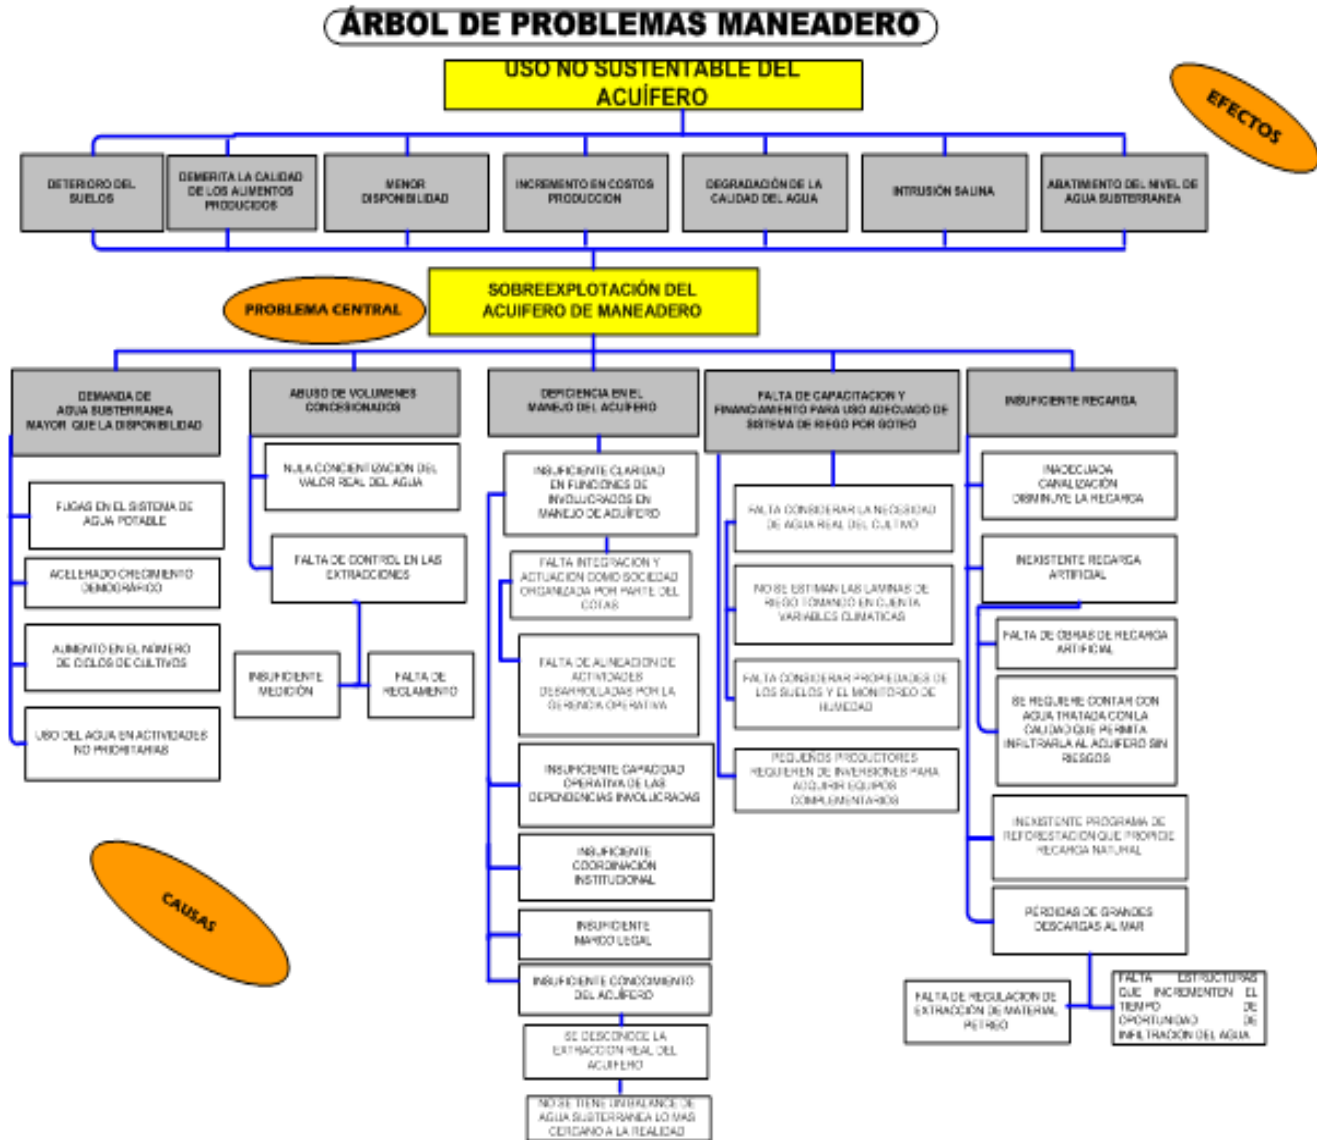 ÁRBOL DE PROBLEMAS MANEADERO
USO NO SUSTENTABLE DEL
ACUÍFERO
EFECTOS
DETERIORO DEL
SUELOS
DEMERITA LA CALIDAD
DE LOS ALIMENTOS
PRODUCIDOS
MENOR
DISPONIBILIDAD
INCREMENTO EN COSTOS
PRODUCCION
DEGRADACIÓN DE LA
CALIDAD DEL AGUA
INTRUSIÓN SALINA
ABATIMIENTO DEL NIVEL DE
AGUA SUBTERRANEA
PROBLEMA CENTRAL
SOBREEXPLOTACIÓN DEL
ACUIFERO DE MANEADERO
DEMANDA DE
AGUA SUBTERRANEA
MAYOR QUE LA DISPONIBILIDAD
FUGAS EN EL SISTEMA DE
AGUA POTABLE
ACELERADO CRECIMIENTO
DEMOGRÁFICO
AUMENTO EN EL NÚMERO
DE CICLOS DE CULTIVOS
USO DEL AGUA EN ACTIVIDADES
NO PRIORITARIAS
ABUSO DE VOLUMENES
CONCESIONADOS
NULA CONCIENTIZACIÓN DEL
VALOR REAL DEL AGUA
FALTA DE CONTROL EN LAS
EXTRACCIONES
INSUFICIENTE
MEDICIÓN
FALTA DE
REGLAMENTO
DEFICIENCIA EN EL
MANEJO DEL ACUÍFERO
INSUFICIENTE CLARIDAD
EN FUNCIONES DE
INVOLUCRADOS EN
MANEJO DE ACUÍFERO
FALTA INTEGRACION Y
ACTUACION COMO SOCIEDAD
ORGANIZADA POR PARTE DEL
COTAS
FALTA DE ALINEACION DE
ACTIVIDADES
DESARROLLADAS POR LA
GERENCIA OPERATIVA
INSUFICIENTE CAPACIDAD
OPERATIVA DE LAS
DEPENDENCIAS INVOLUCRADAS
INSUFICIENTE
COORDINACIÓN
INSTITUCIONAL
INSUFICIENTE
MARCO LEGAL
INSUFICIENTE CONOCIMIENTO
DEL ACUÍFERO
SE DESCONOCE LA
EXTRACCION REAL DEL
ACUIFERO
NO SE TIENE UN BALANCE DE
AGUA SUBTERRANEA LO MAS
CERCANO A LA REALIDAD
FALTA DE CAPACITACION Y
FINANCIAMIENTO PARA USO ADECUADO DE
SISTEMA DE RIEGO POR GOTEO
FALTA CONSIDERAR LA NECESIDAD
DE AGUA REAL DEL CULTIVO
NO SE ESTIMAN LAS LAMINAS DE
RIEGO TOMANDO EN CUENTA
VARIABLES CLIMATICAS
FALTA CONSIDERAR PROPIEDADES DE
LOS SUELOS Y EL MONITOREO DE
HUMEDAD
PEQUEÑOS PRODUCTORES
REQUIEREN DE INVERSIONES PARA
ADQUIRIR EQUIPOS
COMPLEMENTARIOS
INSUFICIENTE RECARGA
INADECUADA
CANALIZACIÓN
DISMINUYE LA RECARGA
INEXISTENTE RECARGA
ARTIFICIAL
FALTA DE OBRAS DE RECARGA
ARTIFICIAL
SE REQUIERE CONTAR CON
AGUA TRATADA CON LA
CALIDAD QUE PERMITA
INFILTRARLA AL ACUIFERO SIN
RIESGOS
INEXISTENTE PROGRAMA DE
REFORESTACION QUE PROPICIE
RECARGA NATURAL
PÉRDIDAS DE GRANDES
DESCARGAS AL MAR
FALTA DE REGULACION DE
EXTRACCIÓN DE MATERIAL
PETREO
FALTA ESTRUCTURAS
QUE INCREMENTEN EL
TIEMPO DE
OPORTUNIDAD DE
INFILTRACIÓN DEL AGUA
CAUSAS